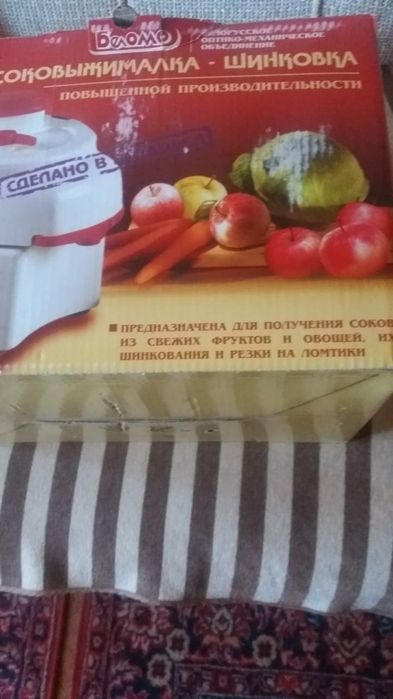 БелОМО
БЕЛОРУССКОЕ
ОПТИКО-МЕХАНИЧЕСКОЕ
ОБЪЕДИНЕНИЕ
СОКОВЫЖИМАЛКА - ШИНКОВКА
ПОВЫШЕННОЙ ПРОИЗВОДИТЕЛЬНОСТИ
СДЕЛАНО В
ПРЕДНАЗНАЧЕНА ДЛЯ ПОЛУЧЕНИЯ СОКОВ
ИЗ СВЕЖИХ ФРУКТОВ И ОВОЩЕЙ, ИХ
ШИНКОВАНИЯ И РЕЗКИ НА ЛОМТИКИ